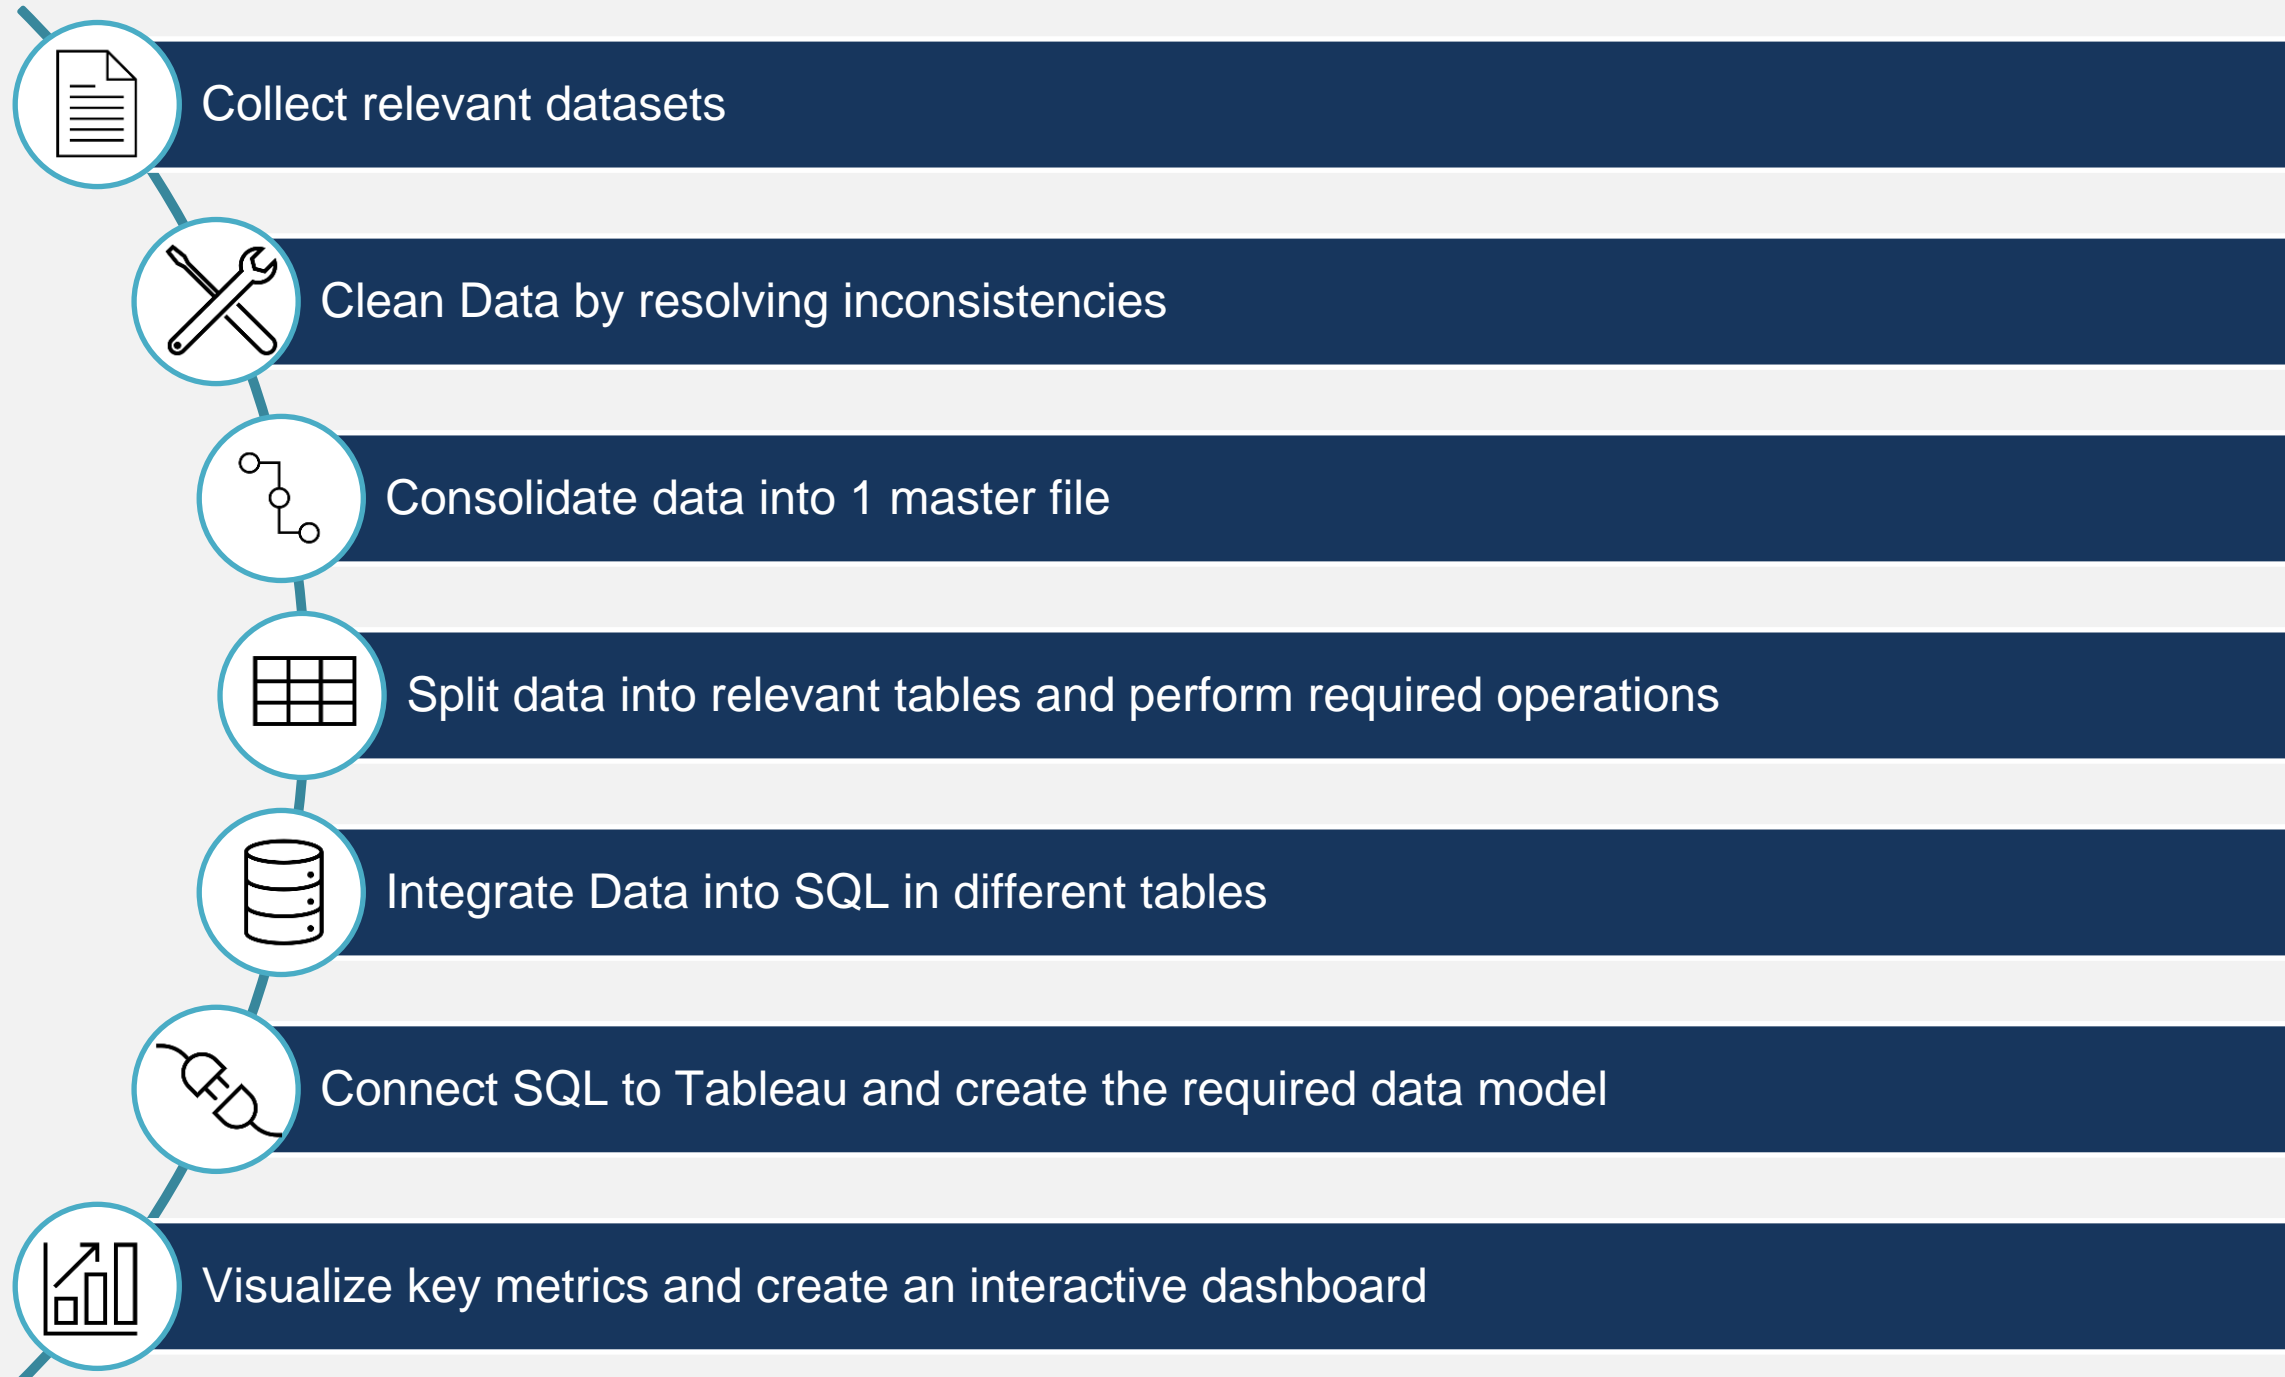 Collect relevant datasets
Clean Data by resolving inconsistencies
Consolidate data into 1 master file
Split data into relevant tables and perform required operations
Integrate Data into SQL in different tables
Connect SQL to Tableau and create the required data model
Visualize key metrics and create an interactive dashboard